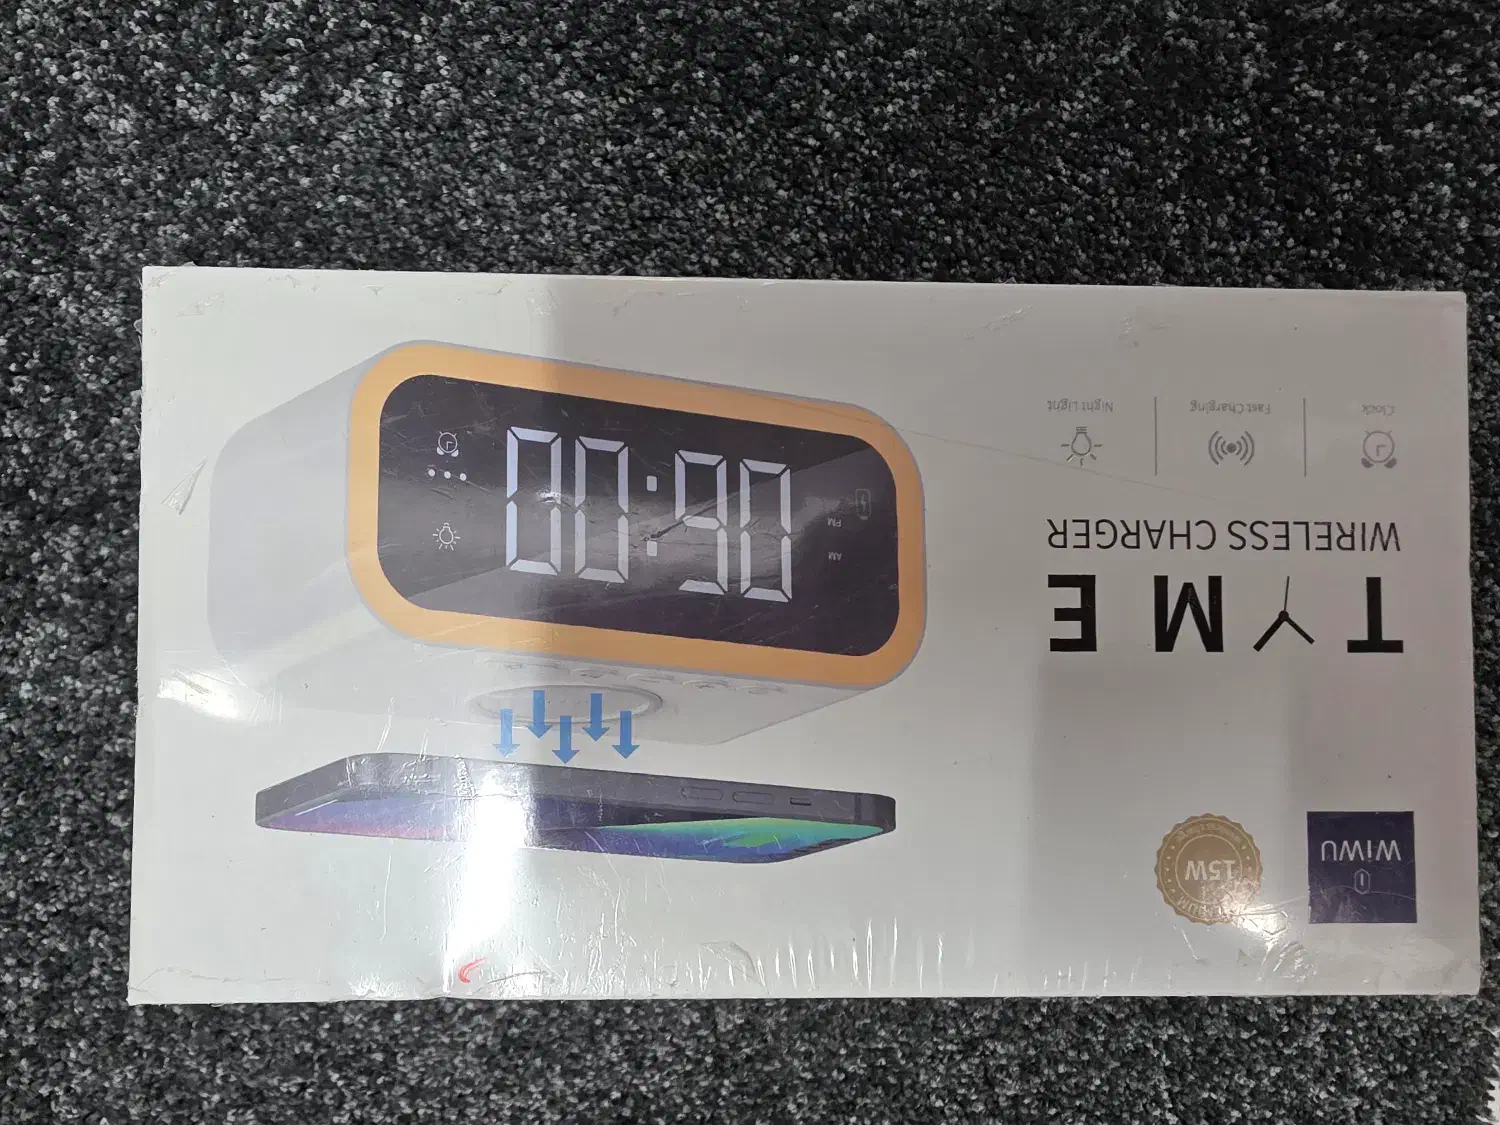 WiWU
15W
TYME
WIRELESS CHARGER
Clock
Fast Charging
Night Light
AM
PM
06:00